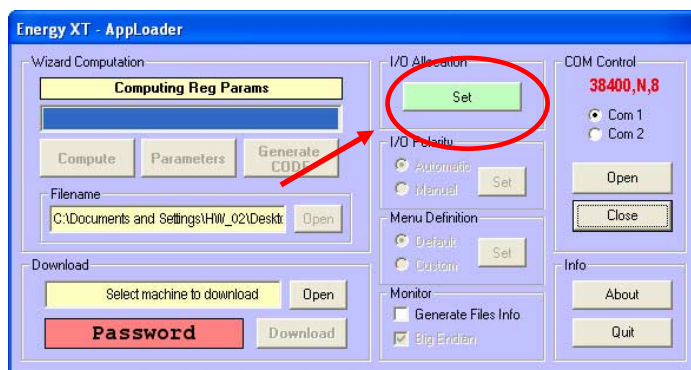 Energy XT - AppLoader
Wizard Computation
Computing Reg Params
Compute
Parameters
Generate
CODE
Filename
C:\Documents and Settings\HW_02\Deskt
Open
Download
Select machine to download
Open
Password
Download
I/O Allocation
Set
I/O Polarity
Automatic
Manual
Set
Menu Definition
Default
Custom
Set
Monitor
Generate Files Info
Big Endien
COM Control
38400,N,8
Com 1
Com 2
Open
Close
Info
About
Quit